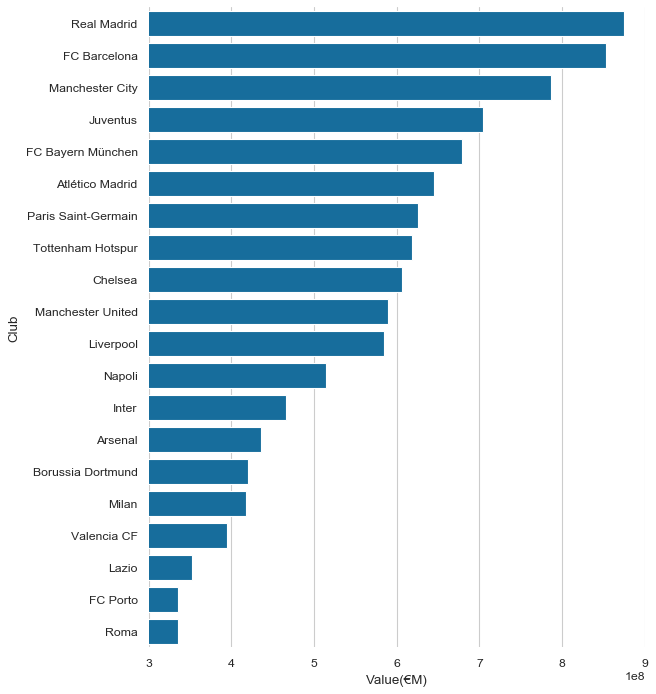 Real Madrid
FC Barcelona
Manchester City
Juventus
FC Bayern München
Atlético Madrid
Paris Saint-Germain
Tottenham Hotspur
Chelsea
Manchester United
Liverpool
Napoli
Inter
Arsenal
Borussia Dortmund
Milan
Valencia CF
Lazio
FC Porto
Roma
Club
3 4 5 6 7 8 9
1e8
Value(€M)